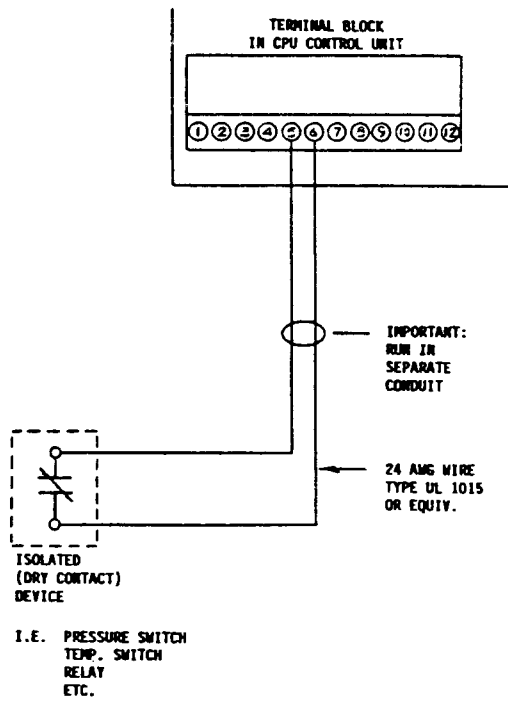 TERMINAL BLOCK
IN CPU CONTROL UNIT
1 2 3 4 5 6 7 8 9 10 11 12
IMPORTANT:
RUN IN
SEPARATE
CONDUIT
24 AWG WIRE
TYPE UL 1015
OR EQUIV.
ISOLATED
(DRY CONTACT)
DEVICE
I.E. PRESSURE SWITCH
TEMP. SWITCH
RELAY
ETC.